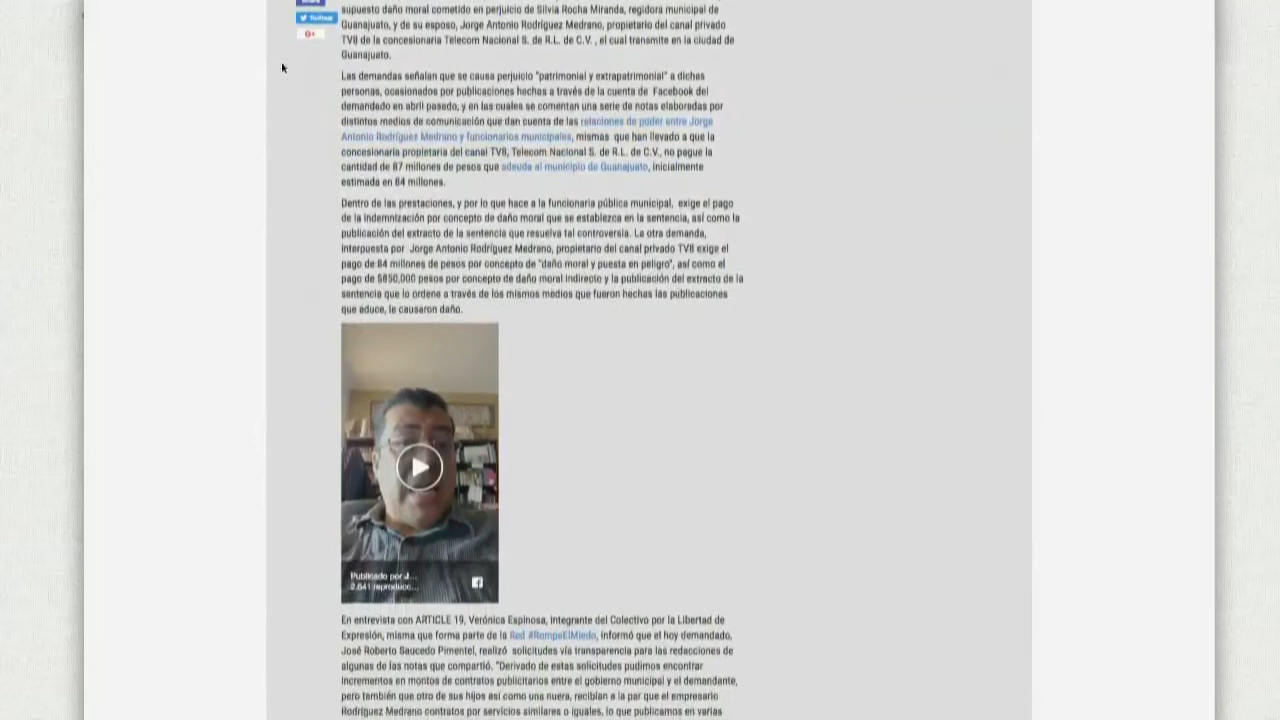 Share
Twittear
G+
supuesto daño moral cometido en perjuicio de Silvia Rocha Miranda, regidora municipal de
Guanajuato, y de su esposo, Jorge Antonio Rodríguez Medrano, propietario del canal privado
TV8 de la concesionaria Telecom Nacional S. de R.L. de C.V. , el cual transmite en la ciudad de
Guanajuato.
Las demandas señalan que se causa perjuicio "patrimonial y extrapatrimonial" a dichas
personas, ocasionados por publicaciones hechas a través de la cuenta de Facebook del
demandado en abril pasado, y en las cuales se comentan una serie de notas elaboradas por
distintos medios de comunicación que dan cuenta de las relaciones de poder entre Jorge
Antonio Rodríguez Medrano y funcionarios municipales, mismas que han llevado a que la
concesionaria propietaria del canal TV8, Telecom Nacional S. de R.L. de C.V., no pague la
cantidad de 87 millones de pesos que adeuda al municipio de Guanajuato, inicialmente
estimada en 64 millones.
Dentro de las prestaciones, y por lo que hace a la funcionaria pública municipal, exige el pago
de la indemnización por concepto de daño moral que se establezca en la sentencia, así como la
publicación del extracto de la sentencia que resuelva tal controversia. La otra demanda,
interpuesta por Jorge Antonio Rodríguez Medrano, propietario del canal privado TV8 exige el
pago de 84 millones de pesos por concepto de "daño moral y puesta en peligro", así como el
pago de $850,000 pesos por concepto de daño moral indirecto y la publicación del extracto de la
sentencia que lo ordene a través de los mismos medios que fueron hechas las publicaciones
que aduce, le causaron daño.
Publicado por J...
2.641 reproducc...
En entrevista con ARTICLE 19, Verónica Espinosa, integrante del Colectivo por la Libertad de
Expresión, misma que forma parte de la Red #RompeElMiedo, informó que el hoy demandado,
José Roberto Saucedo Pimentel, realizó solicitudes vía transparencia para las redacciones de
algunas de las notas que compartió. "Derivado de estas solicitudes pudimos encontrar
incrementos en montos de contratos publicitarios entre el gobierno municipal y el demandante,
pero también que otro de sus hijos así como una nuera, recibían a la par que el empresario
Rodríguez Medrano contratos por servicios similares o iguales, lo que publicamos en varias